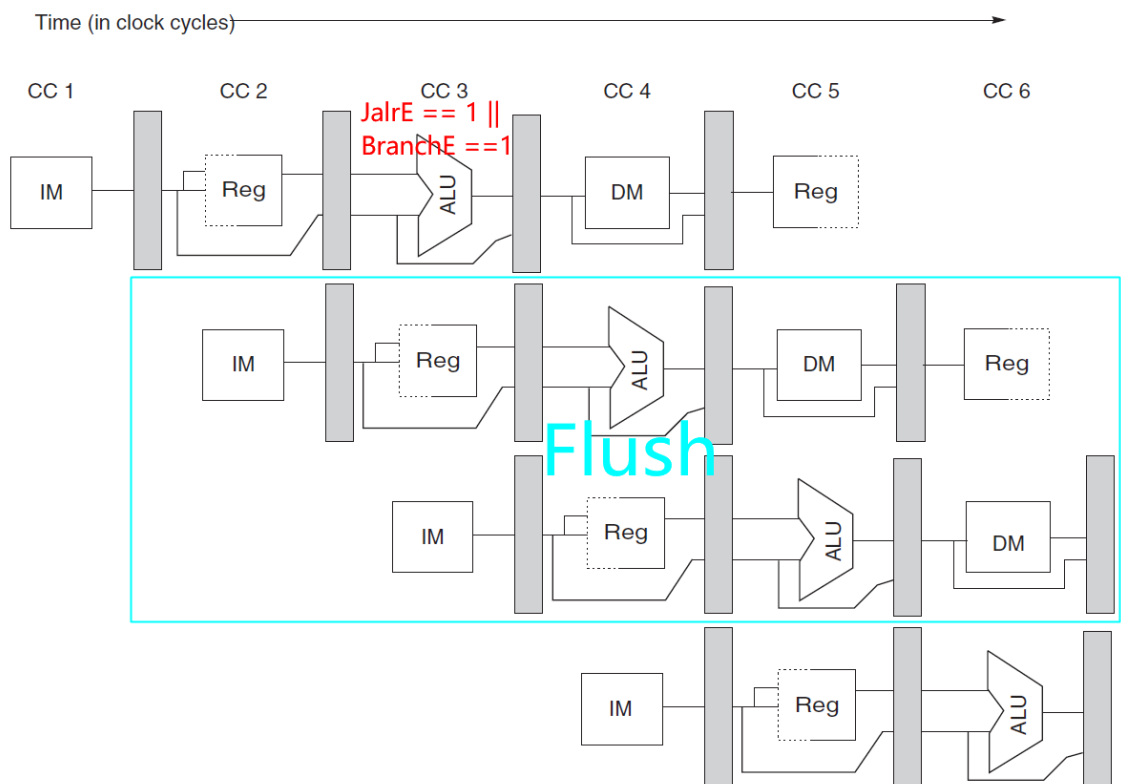 Time (in clock cycles)
CC 1 CC 2 CC 3 CC 4 CC 5 CC 6
JalrE == 1 ||
BranchE ==1
IM Reg ALU DM Reg
IM Reg ALU DM Reg
Flush
IM Reg ALU DM
IM Reg ALU